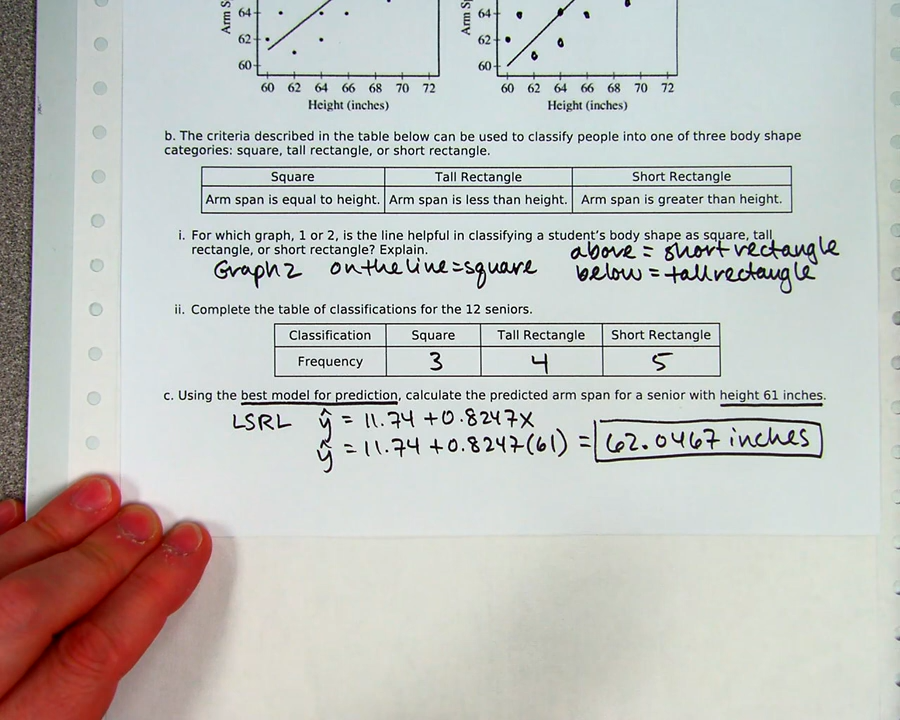 Arm S
64
62
60
60 62 64 66 68 70 72
Height (inches)
Arm S
64
62
60
60 62 64 66 68 70 72
Height (inches)
b. The criteria described in the table below can be used to classify people into one of three body shape
categories: square, tall rectangle, or short rectangle.
Square Tall Rectangle Short Rectangle
Arm span is equal to height. Arm span is less than height. Arm span is greater than height.
i. For which graph, 1 or 2, is the line helpful in classifying a student's body shape as square, tall
rectangle, or short rectangle? Explain.
above = short rectangle
Graph 2 on the line = square below = tall rectangle
ii. Complete the table of classifications for the 12 seniors.
Classification Square Tall Rectangle Short Rectangle
Frequency 3 4 5
c. Using the best model for prediction, calculate the predicted arm span for a senior with height 61 inches.
LSRL ŷ = 11.74 + 0.8247x
ŷ = 11.74 + 0.8247(61) = 62.0467 inches